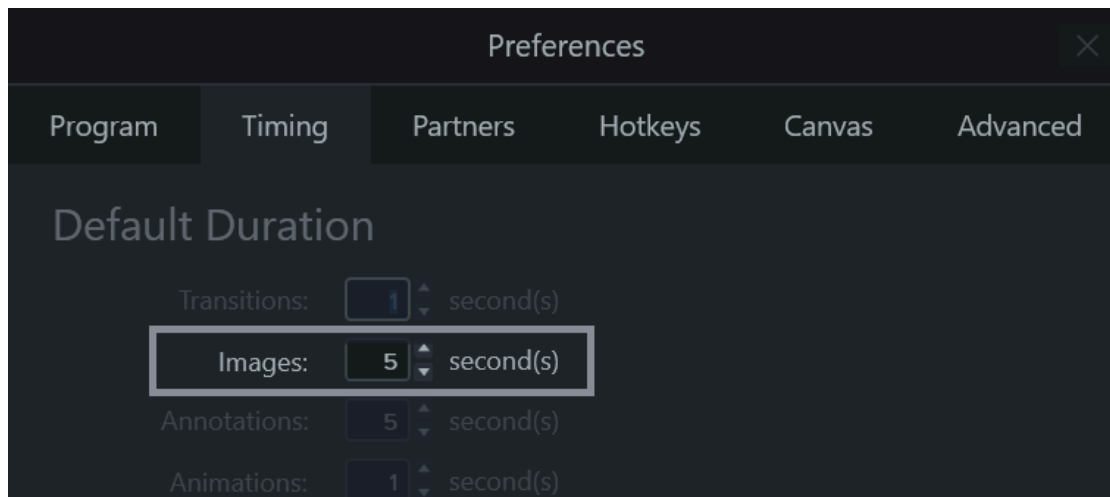 Preferences
Program Timing Partners Hotkeys Canvas Advanced
Default Duration
Transitions: 1 second(s)
Images: 5 second(s)
Annotations: 5 second(s)
Animations: 1 second(s)